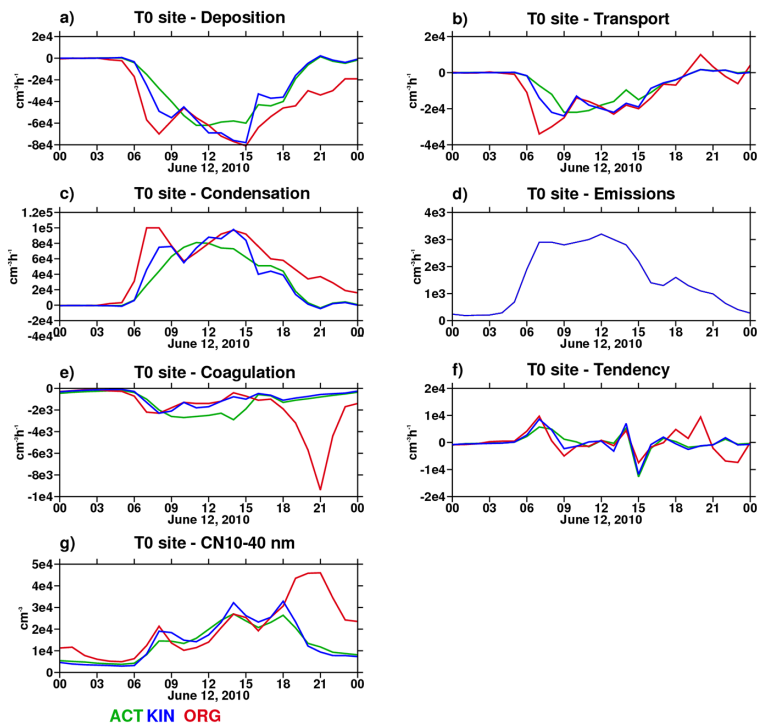 a) T0 site - Deposition
2e4
0
-2e4
-4e4
-6e4
-8e4
cm⁻³h⁻¹
00 03 06 09 12 15 18 21 00
June 12, 2010
b) T0 site - Transport
2e4
0
-2e4
-4e4
cm⁻³h⁻¹
00 03 06 09 12 15 18 21 00
June 12, 2010
c) T0 site - Condensation
1.2e5
1e5
8e4
6e4
4e4
2e4
0
-2e4
-4e4
cm⁻³h⁻¹
00 03 06 09 12 15 18 21 00
June 12, 2010
d) T0 site - Emissions
4e3
3e3
2e3
1e3
0
cm⁻³h⁻¹
00 03 06 09 12 15 18 21 00
June 12, 2010
e) T0 site - Coagulation
0
-2e3
-4e3
-6e3
-8e3
-1e4
cm⁻³h⁻¹
00 03 06 09 12 15 18 21 00
June 12, 2010
f) T0 site - Tendency
2e4
1e4
0
-1e4
-2e4
cm⁻³h⁻¹
00 03 06 09 12 15 18 21 00
June 12, 2010
g) T0 site - CN10-40 nm
5e4
4e4
3e4
2e4
1e4
0
cm⁻³
00 03 06 09 12 15 18 21 00
June 12, 2010
ACT KIN ORG